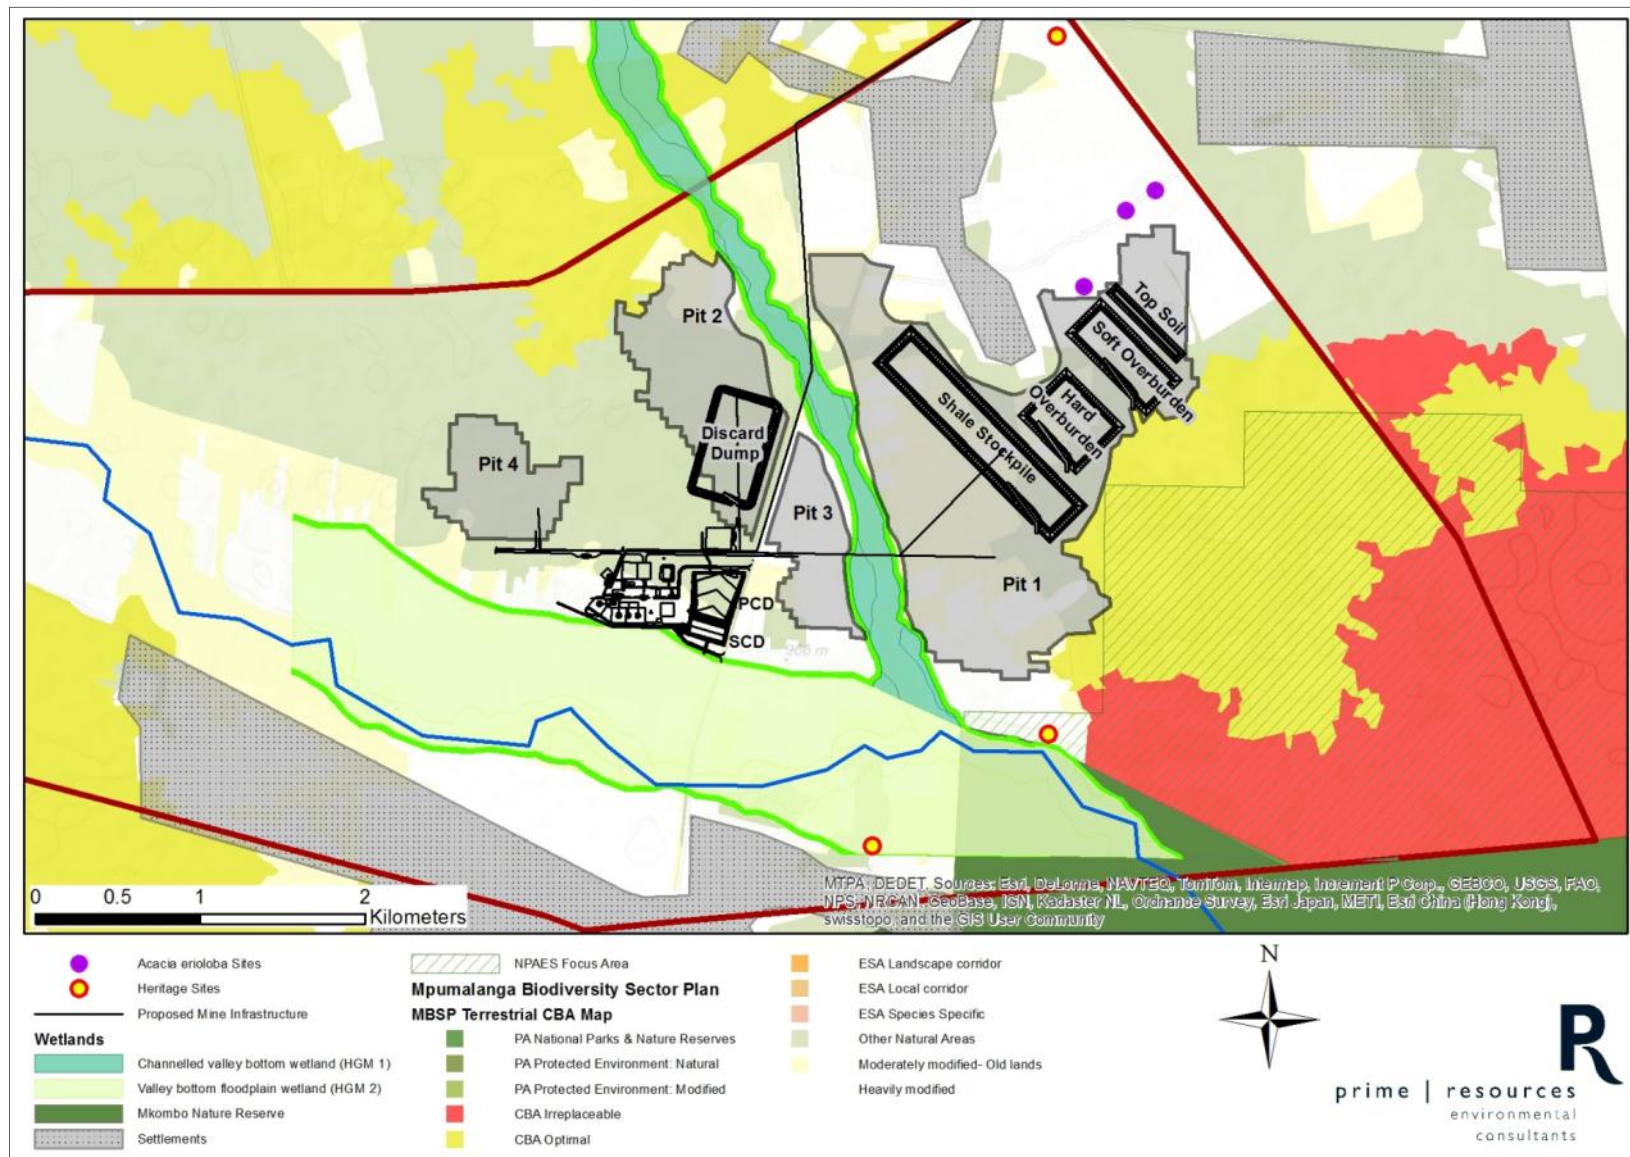 Pit 2
Top Soil
Soft Overburden
Hard
Overburden
Shale Stockpile
Discard
Dump
Pit 4
Pit 3
Pit 1
PCD
SCD
966 m
0 0.5 1 2
Kilometers
MTPA, DEDET, Sources: Esri, DeLorme, NAVTEQ, TomTom, Intermap, increment P Corp., GEBCO, USGS, FAO,
NPS, NRCAN, GeoBase, IGN, Kadaster NL, Ordnance Survey, Esri Japan, METI, Esri China (Hong Kong),
swisstopo, and the GIS User Community
Acacia erioloba Sites
Heritage Sites
Proposed Mine Infrastructure
Wetlands
Channelled valley bottom wetland (HGM 1)
Valley bottom floodplain wetland (HGM 2)
Mkombo Nature Reserve
Settlements
NPAES Focus Area
Mpumalanga Biodiversity Sector Plan
MBSP Terrestrial CBA Map
PA National Parks & Nature Reserves
PA Protected Environment: Natural
PA Protected Environment: Modified
CBA Irreplaceable
CBA Optimal
ESA Landscape corridor
ESA Local corridor
ESA Species Specific
Other Natural Areas
Moderately modified- Old lands
Heavily modified
N
PR
prime | resources
environmental
consultants